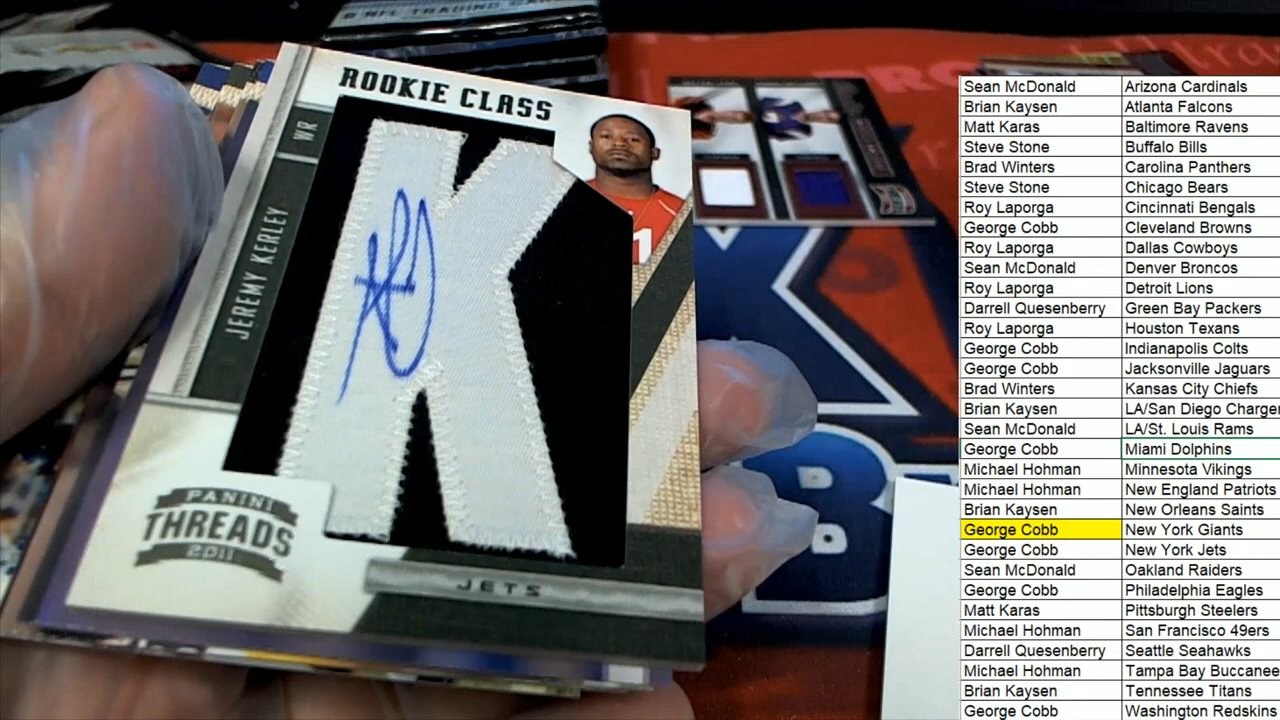 8 NFL TRADING CARDS
ROOKIE CLASS
WR
JEREMY KERLEY
K
PANINI
THREADS
2011
JETS
PRO
B
Sean McDonald Arizona Cardinals
Brian Kaysen Atlanta Falcons
Matt Karas Baltimore Ravens
Steve Stone Buffalo Bills
Brad Winters Carolina Panthers
Steve Stone Chicago Bears
Roy Laporga Cincinnati Bengals
George Cobb Cleveland Browns
Roy Laporga Dallas Cowboys
Sean McDonald Denver Broncos
Roy Laporga Detroit Lions
Darrell Quesenberry Green Bay Packers
Roy Laporga Houston Texans
George Cobb Indianapolis Colts
George Cobb Jacksonville Jaguars
Brad Winters Kansas City Chiefs
Brian Kaysen LA/San Diego Charger
Sean McDonald LA/St. Louis Rams
George Cobb Miami Dolphins
Michael Hohman Minnesota Vikings
Michael Hohman New England Patriots
Brian Kaysen New Orleans Saints
George Cobb New York Giants
George Cobb New York Jets
Sean McDonald Oakland Raiders
George Cobb Philadelphia Eagles
Matt Karas Pittsburgh Steelers
Michael Hohman San Francisco 49ers
Darrell Quesenberry Seattle Seahawks
Michael Hohman Tampa Bay Buccanee
Brian Kaysen Tennessee Titans
George Cobb Washington Redskins